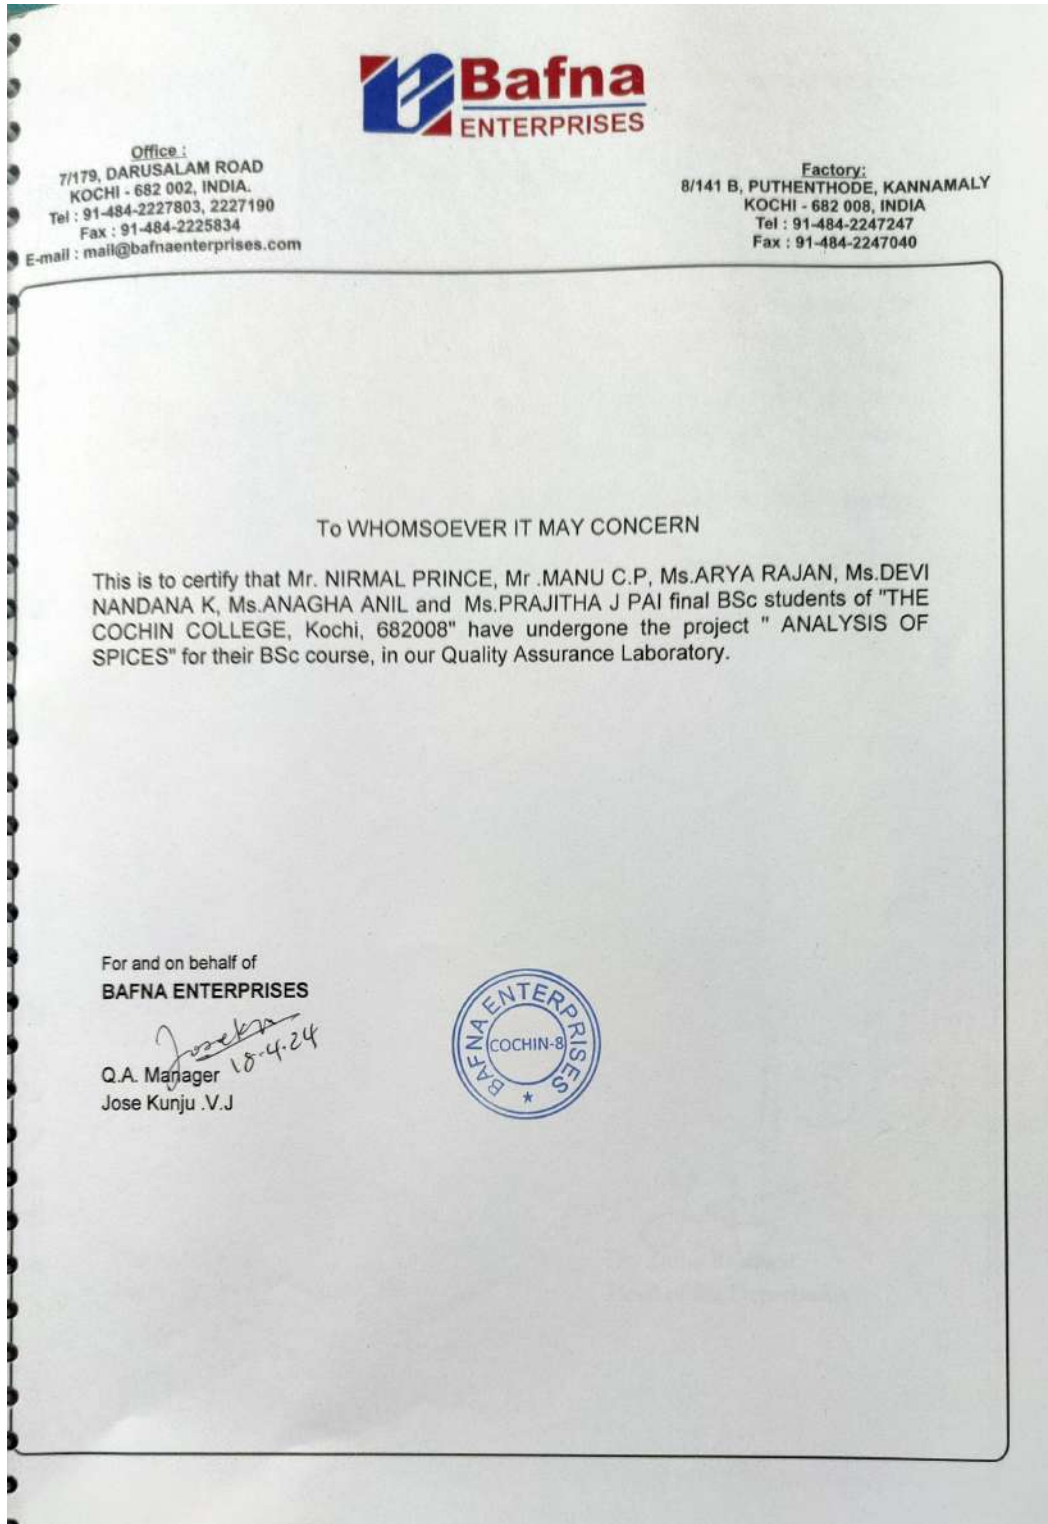 Bafna
ENTERPRISES
Office :
7/179, DARUSALAM ROAD
KOCHI - 682 002, INDIA.
Tel : 91-484-2227803, 2227190
Fax : 91-484-2225834
E-mail : mail@bafnaenterprises.com
Factory:
8/141 B, PUTHENTHODE, KANNAMALY
KOCHI - 682 008, INDIA
Tel : 91-484-2247247
Fax : 91-484-2247040
To WHOMSOEVER IT MAY CONCERN
This is to certify that Mr. NIRMAL PRINCE, Mr .MANU C.P, Ms.ARYA RAJAN, Ms.DEVI
NANDANA K, Ms.ANAGHA ANIL and Ms.PRAJITHA J PAI final BSc students of "THE
COCHIN COLLEGE, Kochi, 682008" have undergone the project " ANALYSIS OF
SPICES" for their BSc course, in our Quality Assurance Laboratory.
For and on behalf of
BAFNA ENTERPRISES
18-4-24
Q.A. Manager
Jose Kunju .V.J
BAFNA ENTERPRISES
COCHIN-8
*